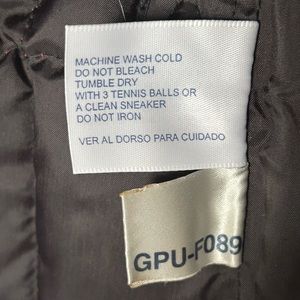 MACHINE WASH COLD
DO NOT BLEACH
TUMBLE DRY
WITH 3 TENNIS BALLS OR
A CLEAN SNEAKER
DO NOT IRON
VER AL DORSO PARA CUIDADO
GPU-F089